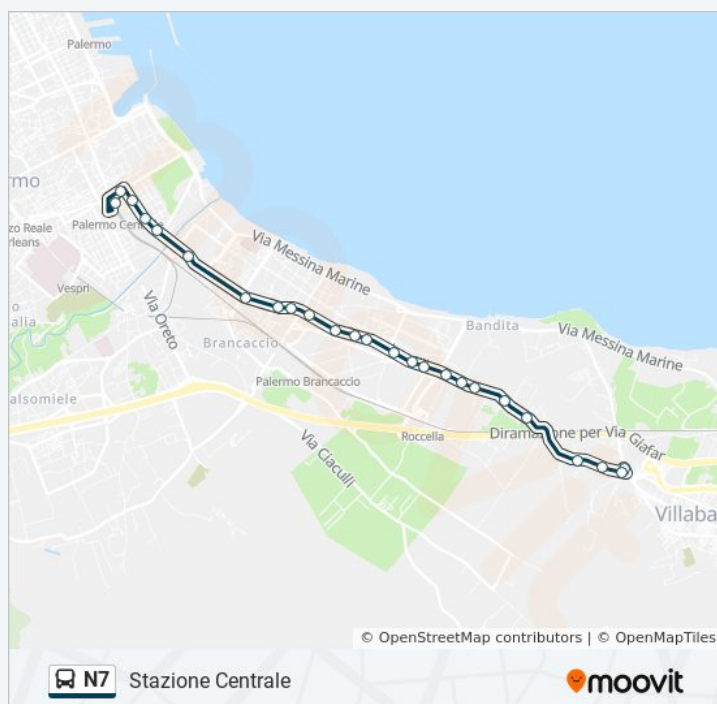 Palermo
rmo
zo Reale
rleans
Palermo Cen e
Vespri
o
alia
Via Oreto
alsomiele
Via Messina Marine
Brancaccio
Palermo Brancaccio
Via Ciaculli
Bandita
Via Messina Marine
Roccella
Diramazione per Via Giafar
Villaba
© OpenStreetMap contributors | © OpenMapTiles
N7 Stazione Centrale
moovit